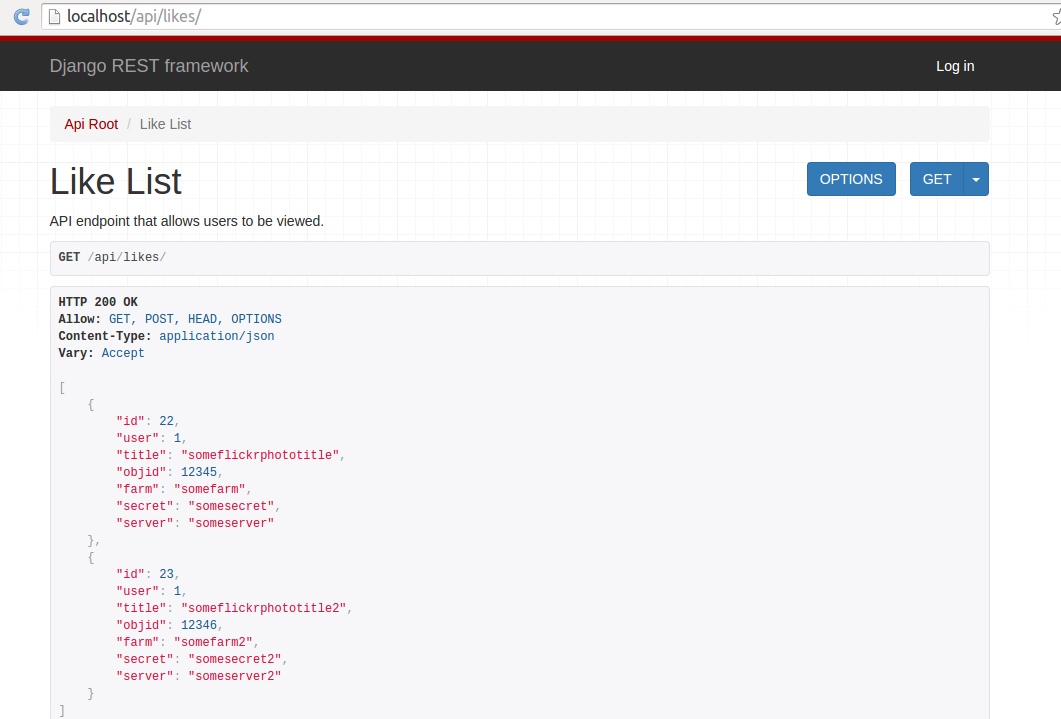 localhost/api/likes/
Django REST framework Log in
Api Root / Like List
Like List OPTIONS GET
API endpoint that allows users to be viewed.
GET /api/likes/
HTTP 200 OK
Allow: GET, POST, HEAD, OPTIONS
Content-Type: application/json
Vary: Accept
[
    {
        "id": 22,
        "user": 1,
        "title": "someflickrphototitle",
        "objid": 12345,
        "farm": "somefarm",
        "secret": "somesecret",
        "server": "someserver"
    },
    {
        "id": 23,
        "user": 1,
        "title": "someflickrphototitle2",
        "objid": 12346,
        "farm": "somefarm2",
        "secret": "somesecret2",
        "server": "someserver2"
    }
]